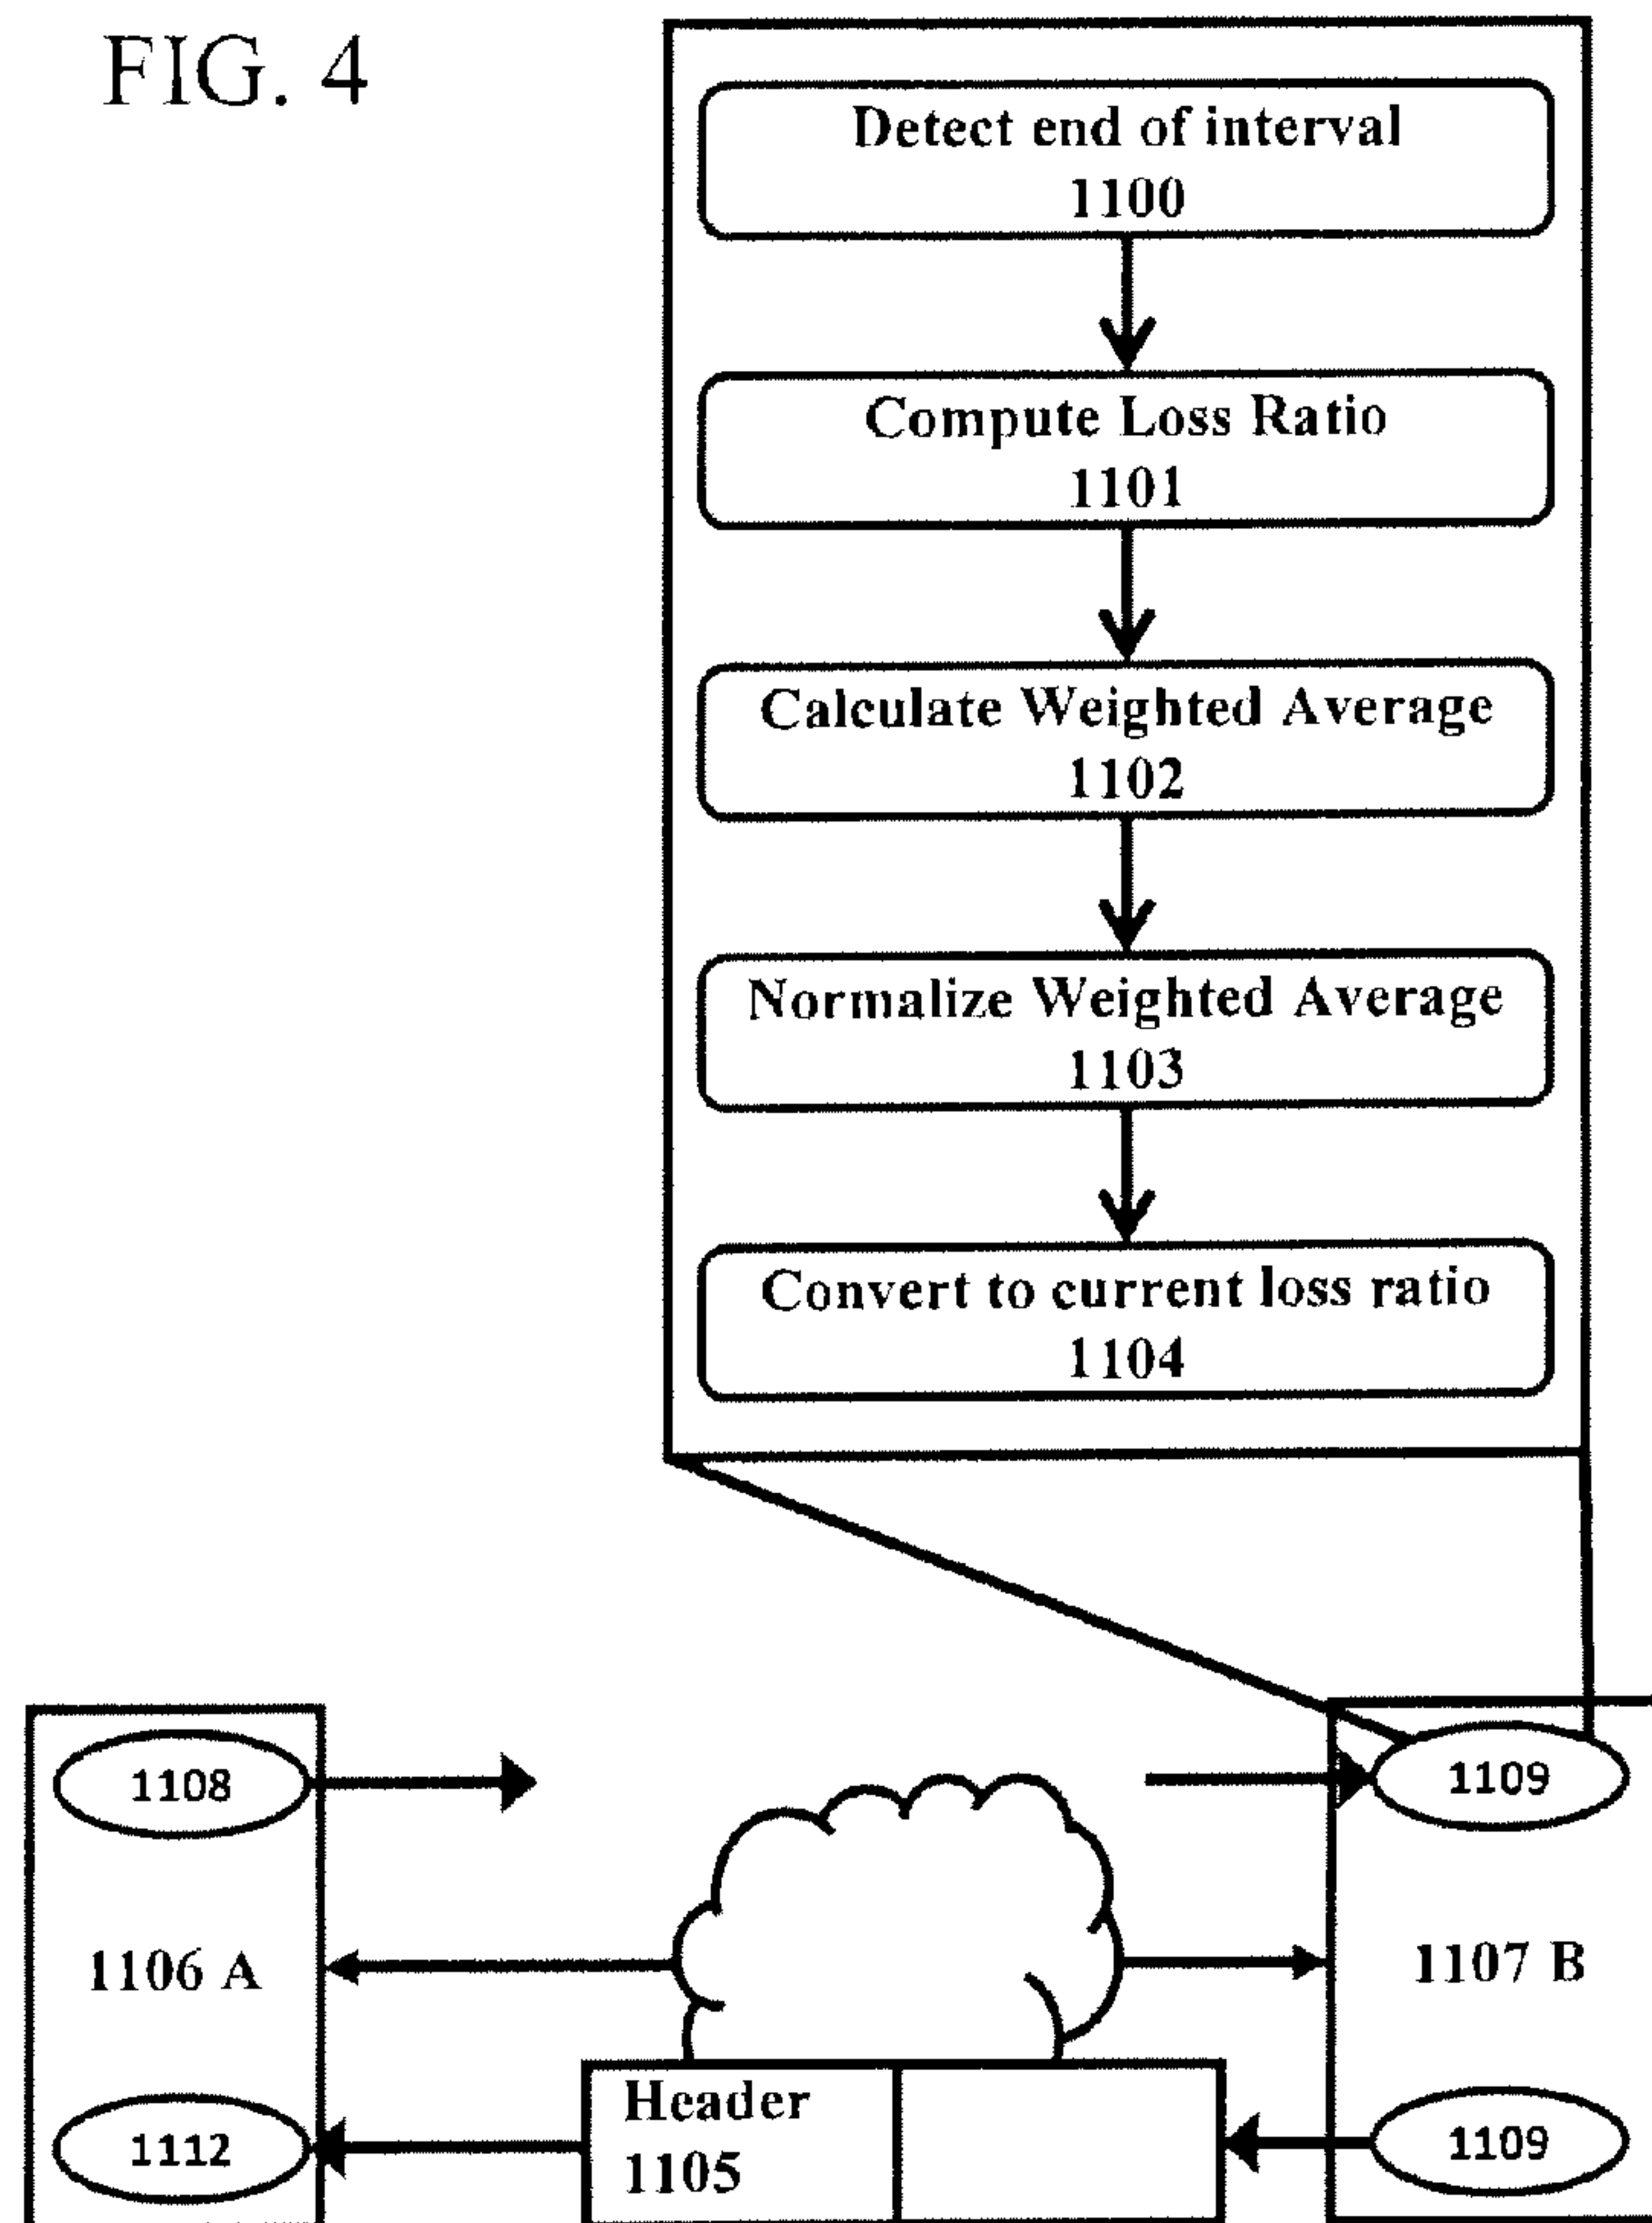 FIG. 4
Detect end of interval
1100
Compute Loss Ratio
1101
Calculate Weighted Average
1102
Normalize Weighted Average
1103
Convert to current loss ratio
1104
1108
1109
1106 A
1107 B
Header
1105
1112
1109